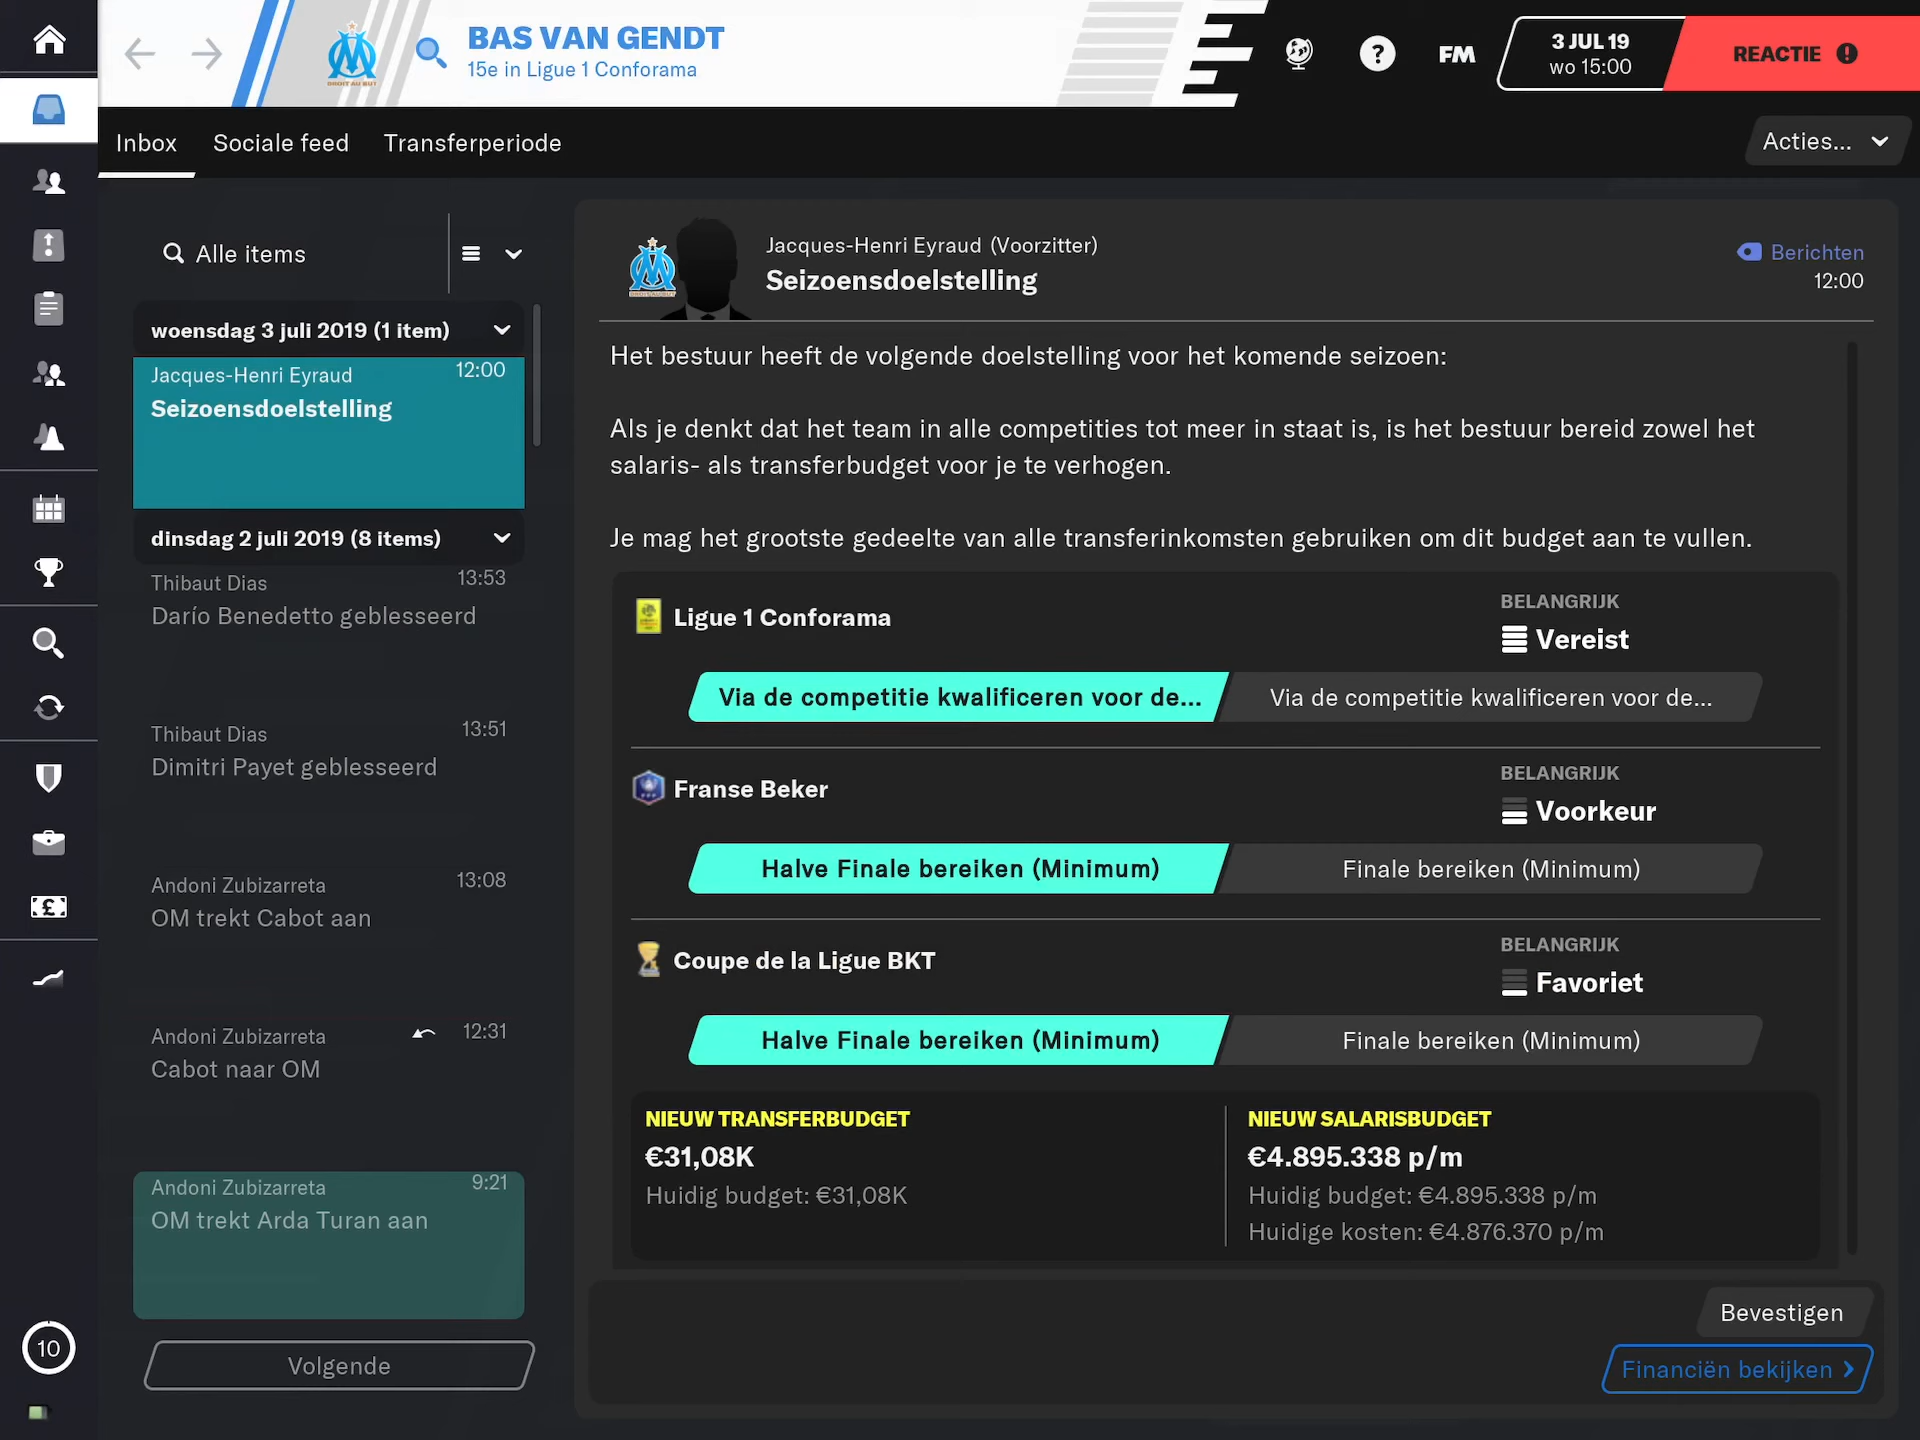 BAS VAN GENDT
15e in Ligue 1 Conforama
?
FM
3 JUL 19
wo 15:00
REACTIE
Inbox
Sociale feed
Transferperiode
Acties...
Alle items
woensdag 3 juli 2019 (1 item)
Jacques-Henri Eyraud
12:00
Seizoensdoelstelling
dinsdag 2 juli 2019 (8 items)
Thibaut Dias
13:53
Darío Benedetto geblesseerd
Thibaut Dias
13:51
Dimitri Payet geblesseerd
Andoni Zubizarreta
13:08
OM trekt Cabot aan
Andoni Zubizarreta
12:31
Cabot naar OM
Andoni Zubizarreta
9:21
OM trekt Arda Turan aan
Volgende
10
Jacques-Henri Eyraud (Voorzitter)
Seizoensdoelstelling
Berichten
12:00
Het bestuur heeft de volgende doelstelling voor het komende seizoen:
Als je denkt dat het team in alle competities tot meer in staat is, is het bestuur bereid zowel het
salaris- als transferbudget voor je te verhogen.
Je mag het grootste gedeelte van alle transferinkomsten gebruiken om dit budget aan te vullen.
Ligue 1 Conforama
BELANGRIJK
Vereist
Via de competitie kwalificeren voor de...
Via de competitie kwalificeren voor de...
Franse Beker
BELANGRIJK
Voorkeur
Halve Finale bereiken (Minimum)
Finale bereiken (Minimum)
Coupe de la Ligue BKT
BELANGRIJK
Favoriet
Halve Finale bereiken (Minimum)
Finale bereiken (Minimum)
NIEUW TRANSFERBUDGET
€31,08K
Huidig budget: €31,08K
NIEUW SALARISBUDGET
€4.895.338 p/m
Huidig budget: €4.895.338 p/m
Huidige kosten: €4.876.370 p/m
Bevestigen
Financiën bekijken